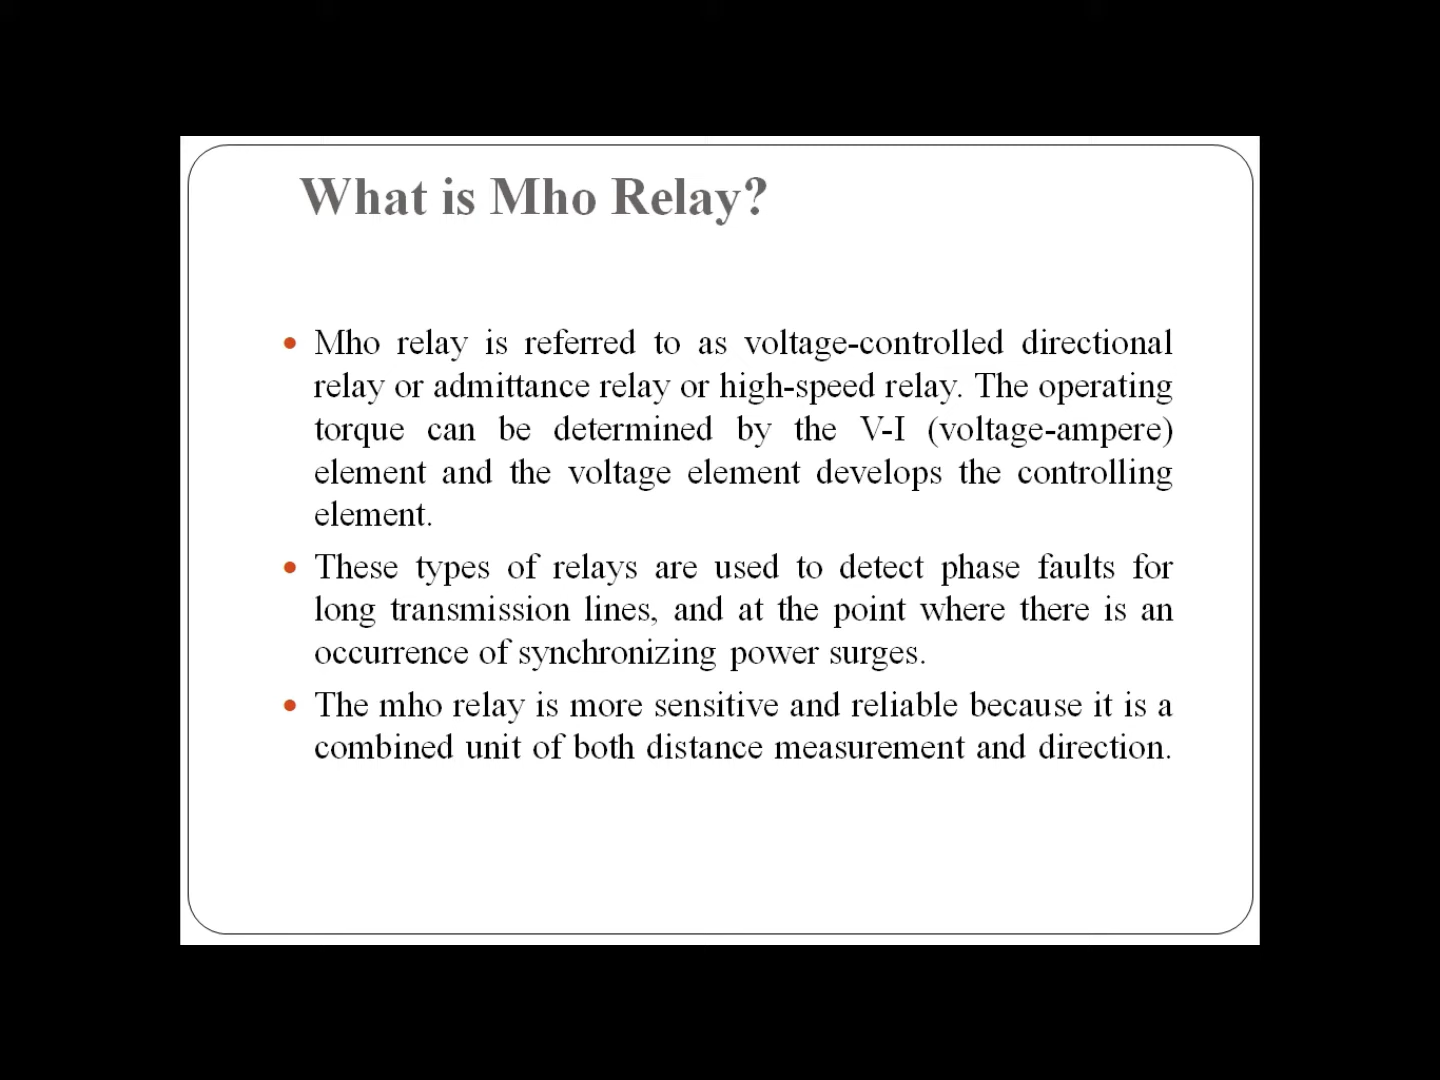 What is Mho Relay?
• Mho relay is referred to as voltage-controlled directional
relay or admittance relay or high-speed relay. The operating
torque can be determined by the V-I (voltage-ampere)
element and the voltage element develops the controlling
element.
• These types of relays are used to detect phase faults for
long transmission lines, and at the point where there is an
occurrence of synchronizing power surges.
• The mho relay is more sensitive and reliable because it is a
combined unit of both distance measurement and direction.